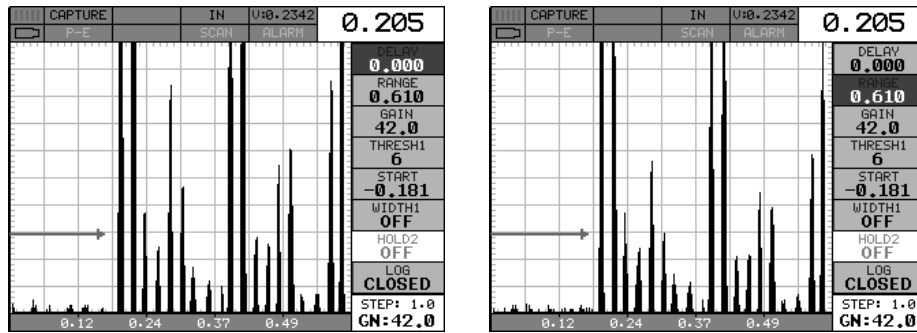 CAPTURE IN V:0.2342 0.205
P-E SCAN ALARM
DELAY
0.000
RANGE
0.610
GAIN
42.0
THRESH1
6
START
-0.181
WIDTH1
OFF
HOLD2
OFF
LOG
CLOSED
STEP: 1.0
0.12 0.24 0.37 0.49 GN:42.0
CAPTURE IN V:0.2342 0.205
P-E SCAN ALARM
DELAY
0.000
RANGE
0.610
GAIN
42.0
THRESH1
6
START
-0.181
WIDTH1
OFF
HOLD2
OFF
LOG
CLOSED
STEP: 1.0
0.12 0.24 0.37 0.49 GN:42.0